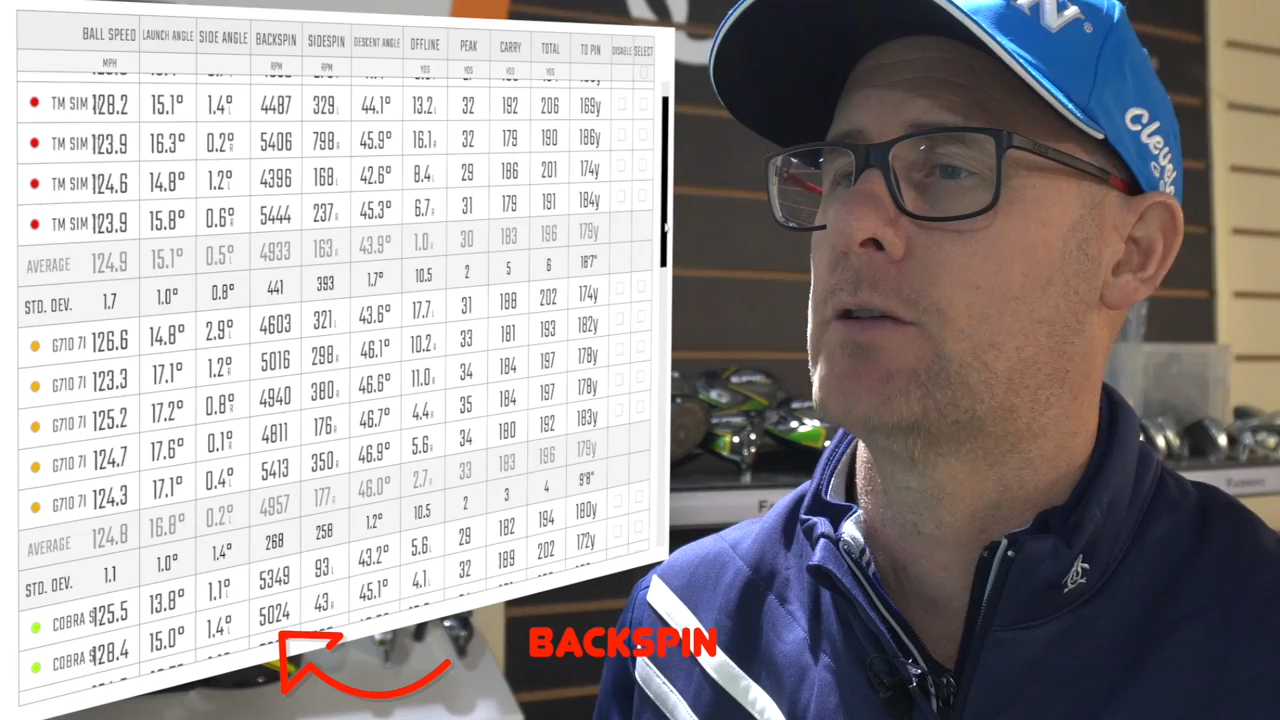 BALL SPEED LAUNCH ANGLE SIDE ANGLE BACKSPIN SIDESPIN DESCENT ANGLE OFFLINE PEAK CARRY TOTAL TO PIN DISABLE SELECT
MPH RPM RPM YDS YDS YDS YDS
TM SIM 128.2 15.1° 1.4° L 4487 329 L 44.1° 13.2 L 32 192 206 169y
TM SIM 123.9 16.3° 0.2° R 5406 798 R 45.9° 16.1 R 32 179 190 186y
TM SIM 124.6 14.8° 1.2° L 4396 168 L 42.6° 8.4 L 29 186 201 174y
TM SIM 123.9 15.8° 0.6° R 5444 237 R 45.3° 6.7 R 31 179 191 184y
AVERAGE 124.9 15.1° 0.5° L 4933 163 R 43.9° 1.0 R 30 183 196 179y
STD. DEV. 1.7 1.0° 0.8° 441 393 1.7° 10.5 2 5 6 18'7"
G710 7I 126.6 14.8° 2.9° L 4603 321 L 43.6° 17.7 L 31 188 202 174y
G710 7I 123.3 17.1° 1.2° R 5016 298 R 46.1° 10.2 R 33 181 193 182y
G710 7I 125.2 17.2° 0.8° R 4940 380 R 46.6° 11.0 R 34 184 197 178y
G710 7I 124.7 17.6° 0.1° R 4811 176 R 46.7° 4.4 R 35 184 197 178y
G710 7I 124.3 17.1° 0.4° L 5413 350 R 46.9° 5.6 R 34 180 192 183y
AVERAGE 124.8 16.8° 0.2° L 4957 177 R 46.0° 2.7 R 33 183 196 179y
STD. DEV. 1.1 1.0° 1.4° 268 258 1.2° 10.5 2 3 4 9'8"
COBRA S 125.5 13.8° 1.1° L 5349 93 L 43.2° 5.6 L 29 182 194 180y
COBRA S 128.4 15.0° 1.4° L 5024 43 R 45.1° 4.1 L 32 189 202 172y
BACKSPIN
N
Cleveland